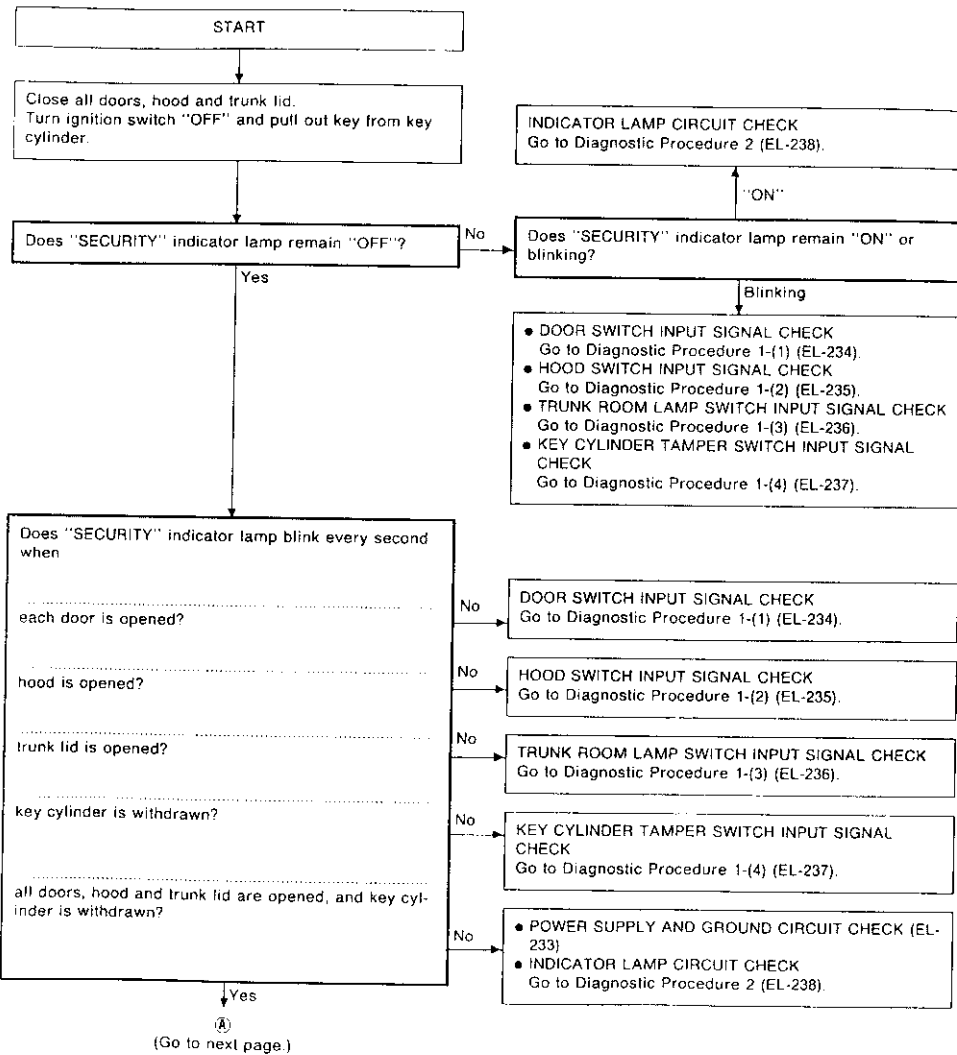 START
Close all doors, hood and trunk lid.
Turn ignition switch "OFF" and pull out key from key
cylinder.
INDICATOR LAMP CIRCUIT CHECK
Go to Diagnostic Procedure 2 (EL-238).
"ON"
Does "SECURITY" indicator lamp remain "OFF"?
No
Does "SECURITY" indicator lamp remain "ON" or
blinking?
Yes
Blinking
● DOOR SWITCH INPUT SIGNAL CHECK
Go to Diagnostic Procedure 1-(1) (EL-234).
● HOOD SWITCH INPUT SIGNAL CHECK
Go to Diagnostic Procedure 1-(2) (EL-235).
● TRUNK ROOM LAMP SWITCH INPUT SIGNAL CHECK
Go to Diagnostic Procedure 1-(3) (EL-236).
● KEY CYLINDER TAMPER SWITCH INPUT SIGNAL
CHECK
Go to Diagnostic Procedure 1-(4) (EL-237).
Does "SECURITY" indicator lamp blink every second
when
each door is opened?
No
DOOR SWITCH INPUT SIGNAL CHECK
Go to Diagnostic Procedure 1-(1) (EL-234).
hood is opened?
No
HOOD SWITCH INPUT SIGNAL CHECK
Go to Diagnostic Procedure 1-(2) (EL-235).
trunk lid is opened?
No
TRUNK ROOM LAMP SWITCH INPUT SIGNAL CHECK
Go to Diagnostic Procedure 1-(3) (EL-236).
key cylinder is withdrawn?
No
KEY CYLINDER TAMPER SWITCH INPUT SIGNAL
CHECK
Go to Diagnostic Procedure 1-(4) (EL-237).
all doors, hood and trunk lid are opened, and key cyl-
inder is withdrawn?
No
● POWER SUPPLY AND GROUND CIRCUIT CHECK (EL-
233)
● INDICATOR LAMP CIRCUIT CHECK
Go to Diagnostic Procedure 2 (EL-238).
Yes
Ⓐ
(Go to next page.)